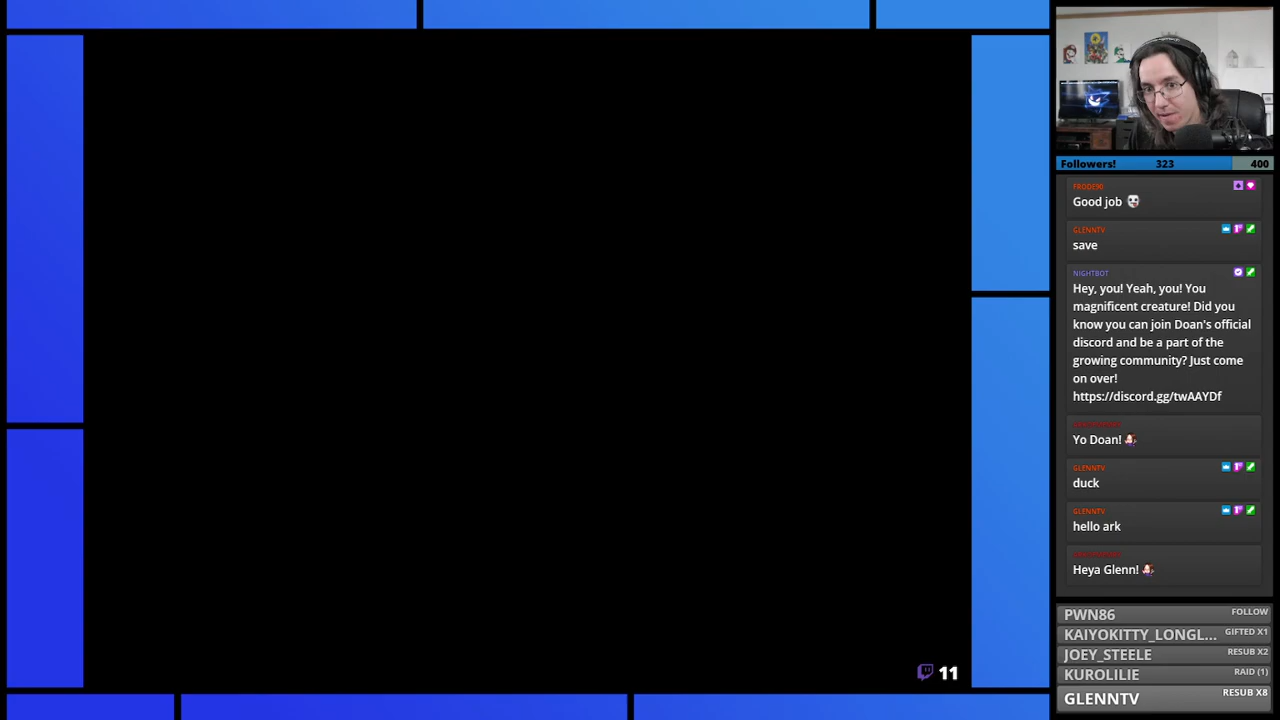 Followers! 323 400
FRODE90
Good job
GLENNTV
save
NIGHTBOT
Hey, you! Yeah, you! You
magnificent creature! Did you
know you can join Doan's official
discord and be a part of the
growing community? Just come
on over!
https://discord.gg/twAAYDf
Yo Doan!
GLENNTV
duck
GLENNTV
hello ark
Heya Glenn!
PWN86 FOLLOW
KAIYOKITTY_LONGL... GIFTED X1
JOEY_STEELE RESUB X2
KUROLILIE RAID (1)
GLENNTV RESUB X8
11